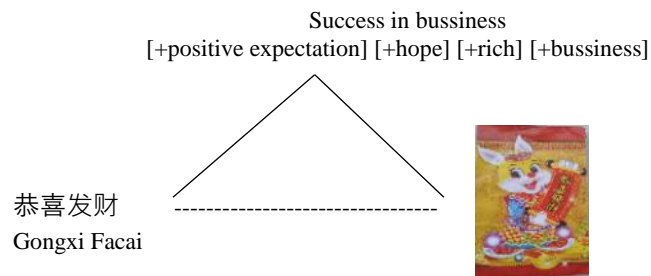 Success in bussiness
[+positive expectation] [+hope] [+rich] [+bussiness]
恭喜发财
Gongxi Facai